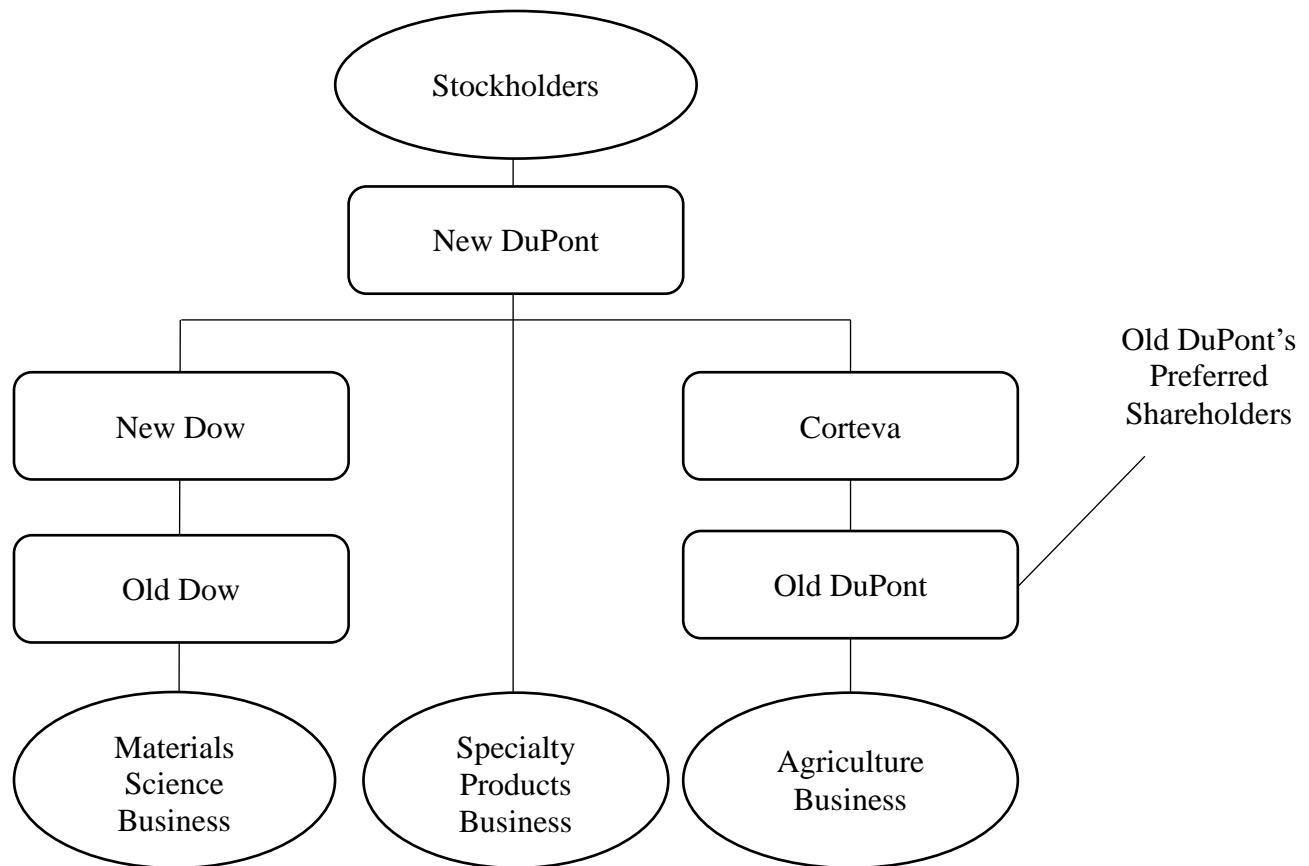 Stockholders
New DuPont
New Dow
Corteva
Old DuPont’s
Preferred
Shareholders
Old Dow
Old DuPont
Materials
Science
Business
Specialty
Products
Business
Agriculture
Business